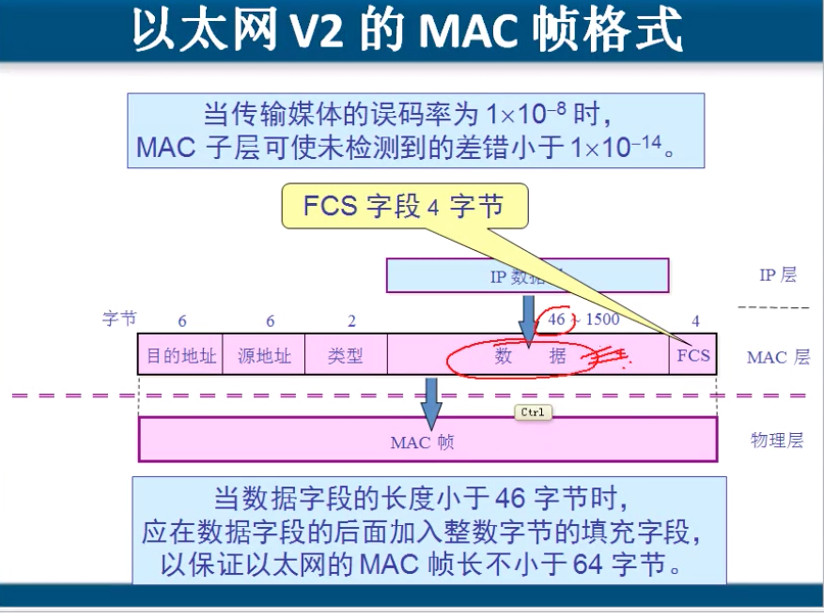 以太网 V2 的 MAC 帧格式
当传输媒体的误码率为 1×10⁻⁸ 时，
MAC 子层可使未检测到的差错小于 1×10⁻¹⁴。
FCS 字段 4 字节
IP 数据
IP 层
字节 6 6 2 46 ~ 1500 4
目的地址 源地址 类型 数 据 FCS MAC 层
Ctrl
MAC 帧 物理层
当数据字段的长度小于 46 字节时，
应在数据字段的后面加入整数字节的填充字段，
以保证以太网的 MAC 帧长不小于 64 字节。